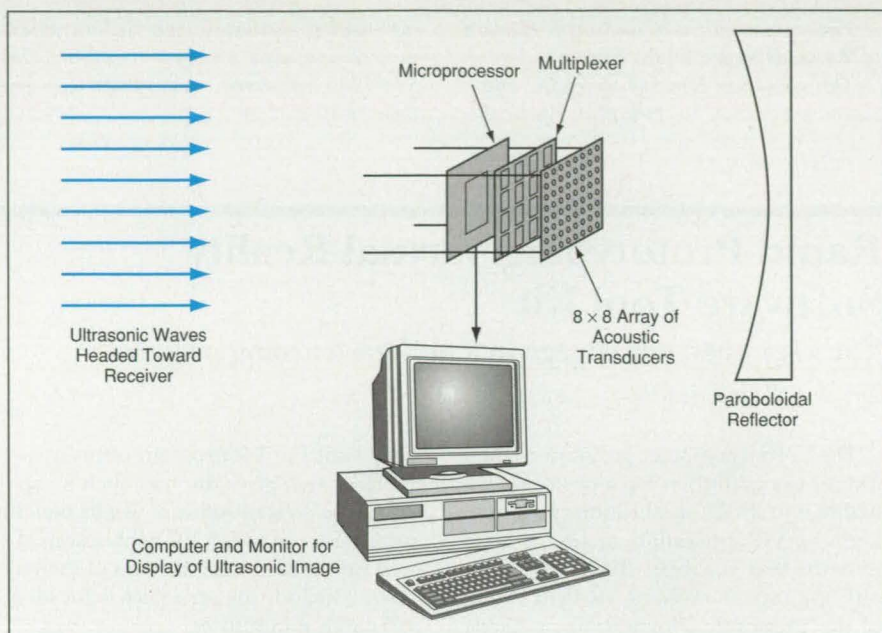 Microprocessor
Multiplexer
Ultrasonic Waves
Headed Toward
Receiver
8 × 8 Array of
Acoustic
Transducers
Paroboloidal
Reflector
Computer and Monitor for
Display of Ultrasonic Image